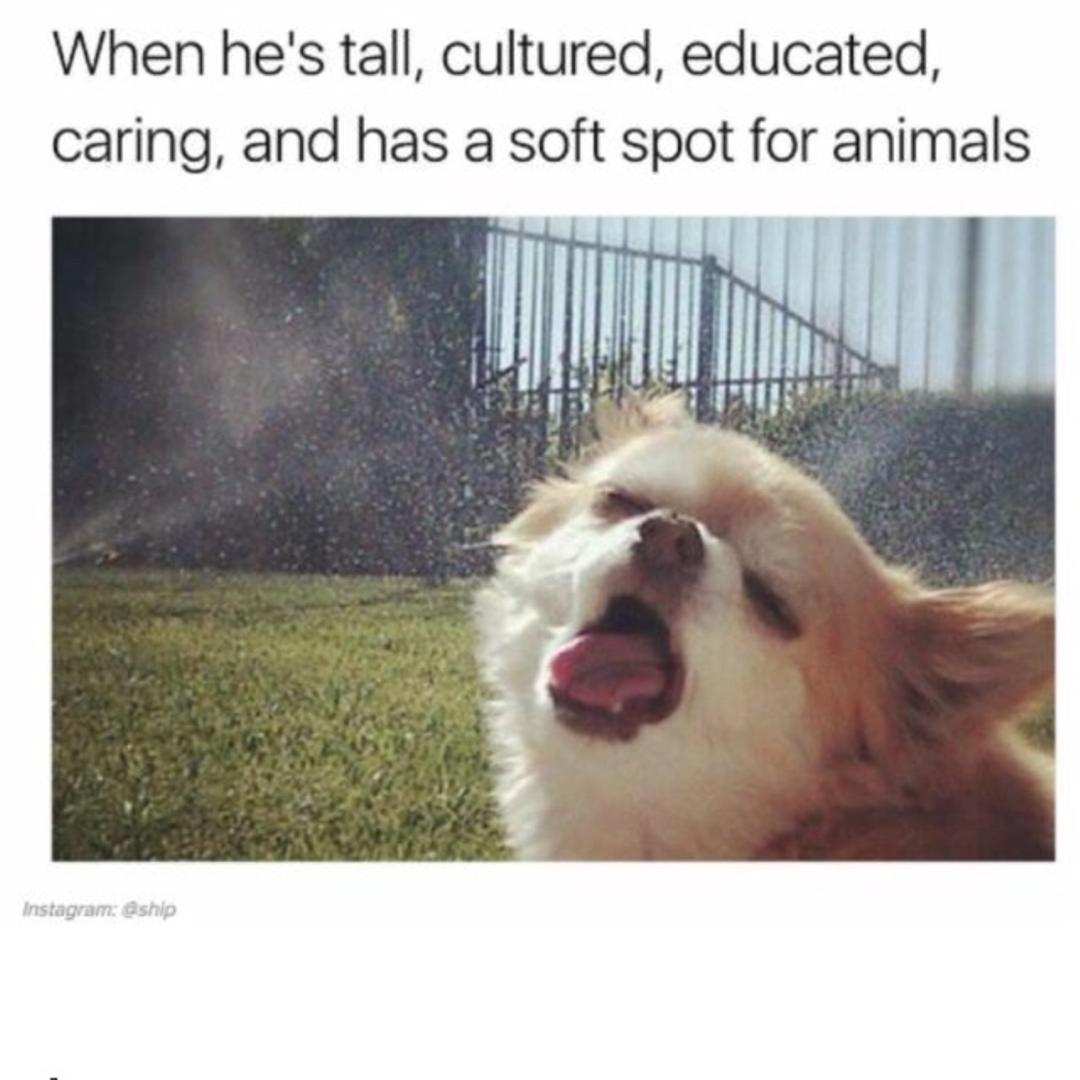 When he's tall, cultured, educated,
caring, and has a soft spot for animals
Instagram: @ship